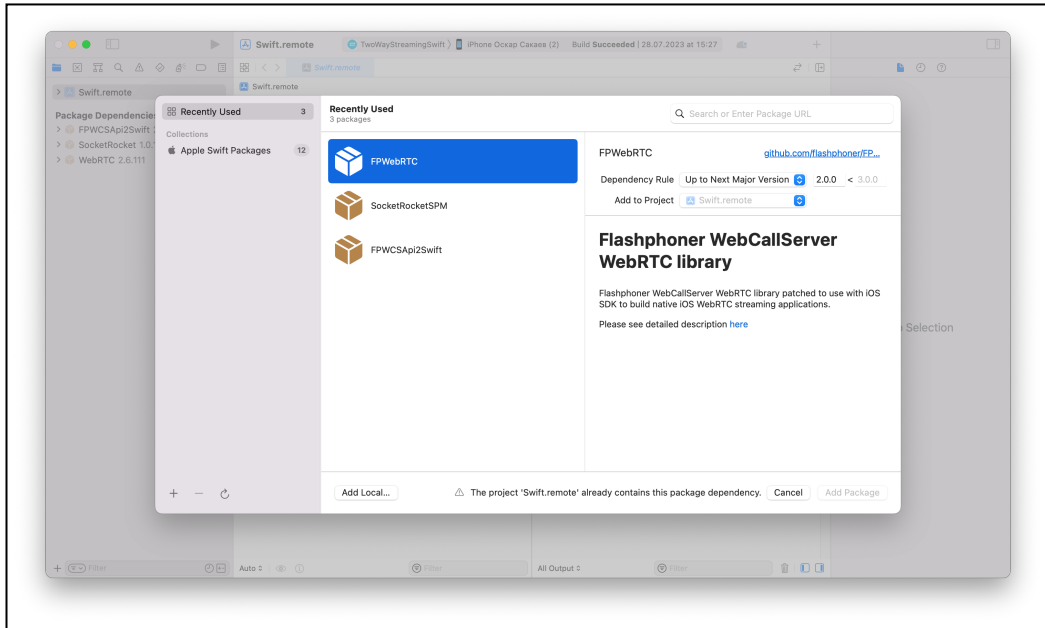 Swift.remote
TwoWayStreamingSwift
iPhone Оскар Сахаев (2)
Build Succeeded | 28.07.2023 at 15:27
Swift.remote
Swift.remote
Swift.remote
Package Dependencie
FPWCSApi2Swift
SocketRocket 1.0.
WebRTC 2.6.111
Recently Used 3
Collections
Apple Swift Packages 12
Recently Used
3 packages
Search or Enter Package URL
FPWebRTC
SocketRocketSPM
FPWCSApi2Swift
FPWebRTC
github.com/flashphoner/FP...
Dependency Rule Up to Next Major Version 2.0.0 < 3.0.0
Add to Project Swift.remote
Flashphoner WebCallServer
WebRTC library
Flashphoner WebCallServer WebRTC library patched to use with iOS
SDK to build native iOS WebRTC streaming applications.
Please see detailed description here
Selection
Add Local...
The project 'Swift.remote' already contains this package dependency.
Cancel
Add Package
Filter
Auto
Filter
All Output
Filter